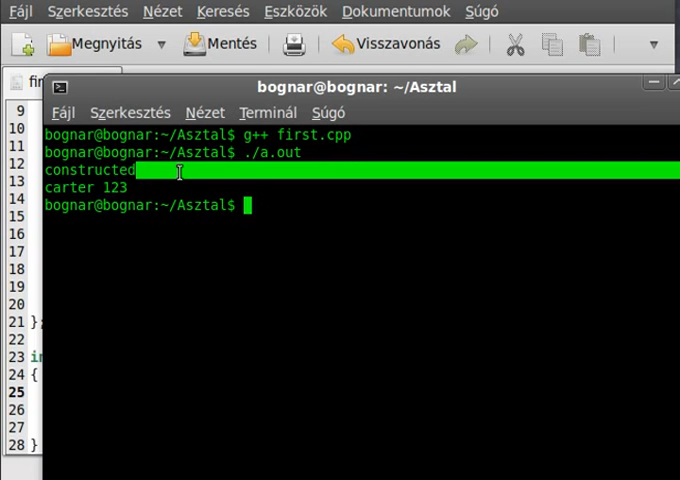 Fájl Szerkesztés Nézet Keresés Eszközök Dokumentumok Súgó
Megnyitás Mentés Visszavonás
bognar@bognar: ~/Asztal
Fájl Szerkesztés Nézet Terminál Súgó
bognar@bognar:~/Asztal$ g++ first.cpp
bognar@bognar:~/Asztal$ ./a.out
constructed
carter 123
bognar@bognar:~/Asztal$
9
10
11
12
13
14
15
16
17
18
19
20
21 };
22
23
24 {
25
26
27
28 }